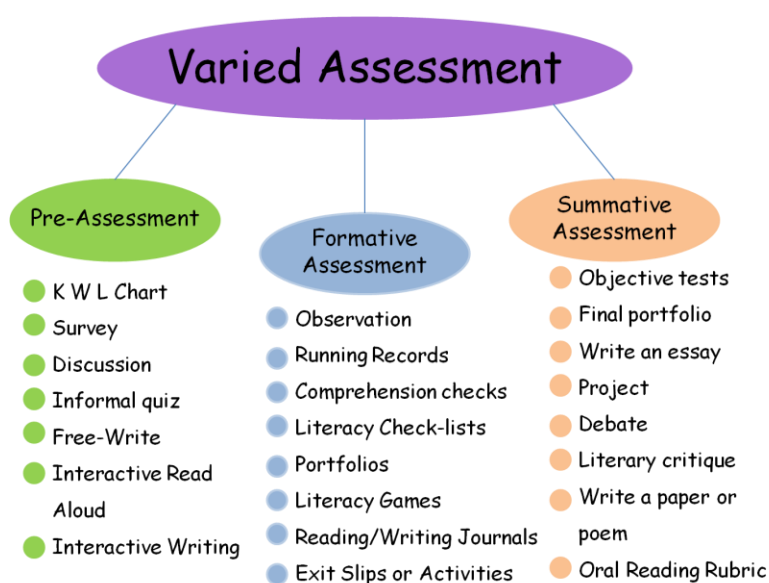 Varied Assessment
Pre-Assessment
K W L Chart
Survey
Discussion
Informal quiz
Free-Write
Interactive Read
Aloud
Interactive Writing
Formative
Assessment
Observation
Running Records
Comprehension checks
Literacy Check-lists
Portfolios
Literacy Games
Reading/Writing Journals
Exit Slips or Activities
Summative
Assessment
Objective tests
Final portfolio
Write an essay
Project
Debate
Literary critique
Write a paper or
poem
Oral Reading Rubric